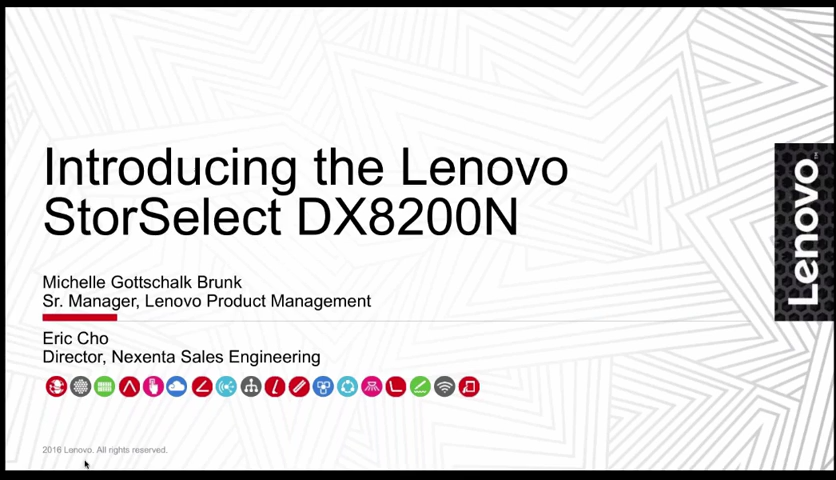 Introducing the Lenovo
StorSelect DX8200N
Lenovo
TM
Michelle Gottschalk Brunk
Sr. Manager, Lenovo Product Management
Eric Cho
Director, Nexenta Sales Engineering
2016 Lenovo. All rights reserved.